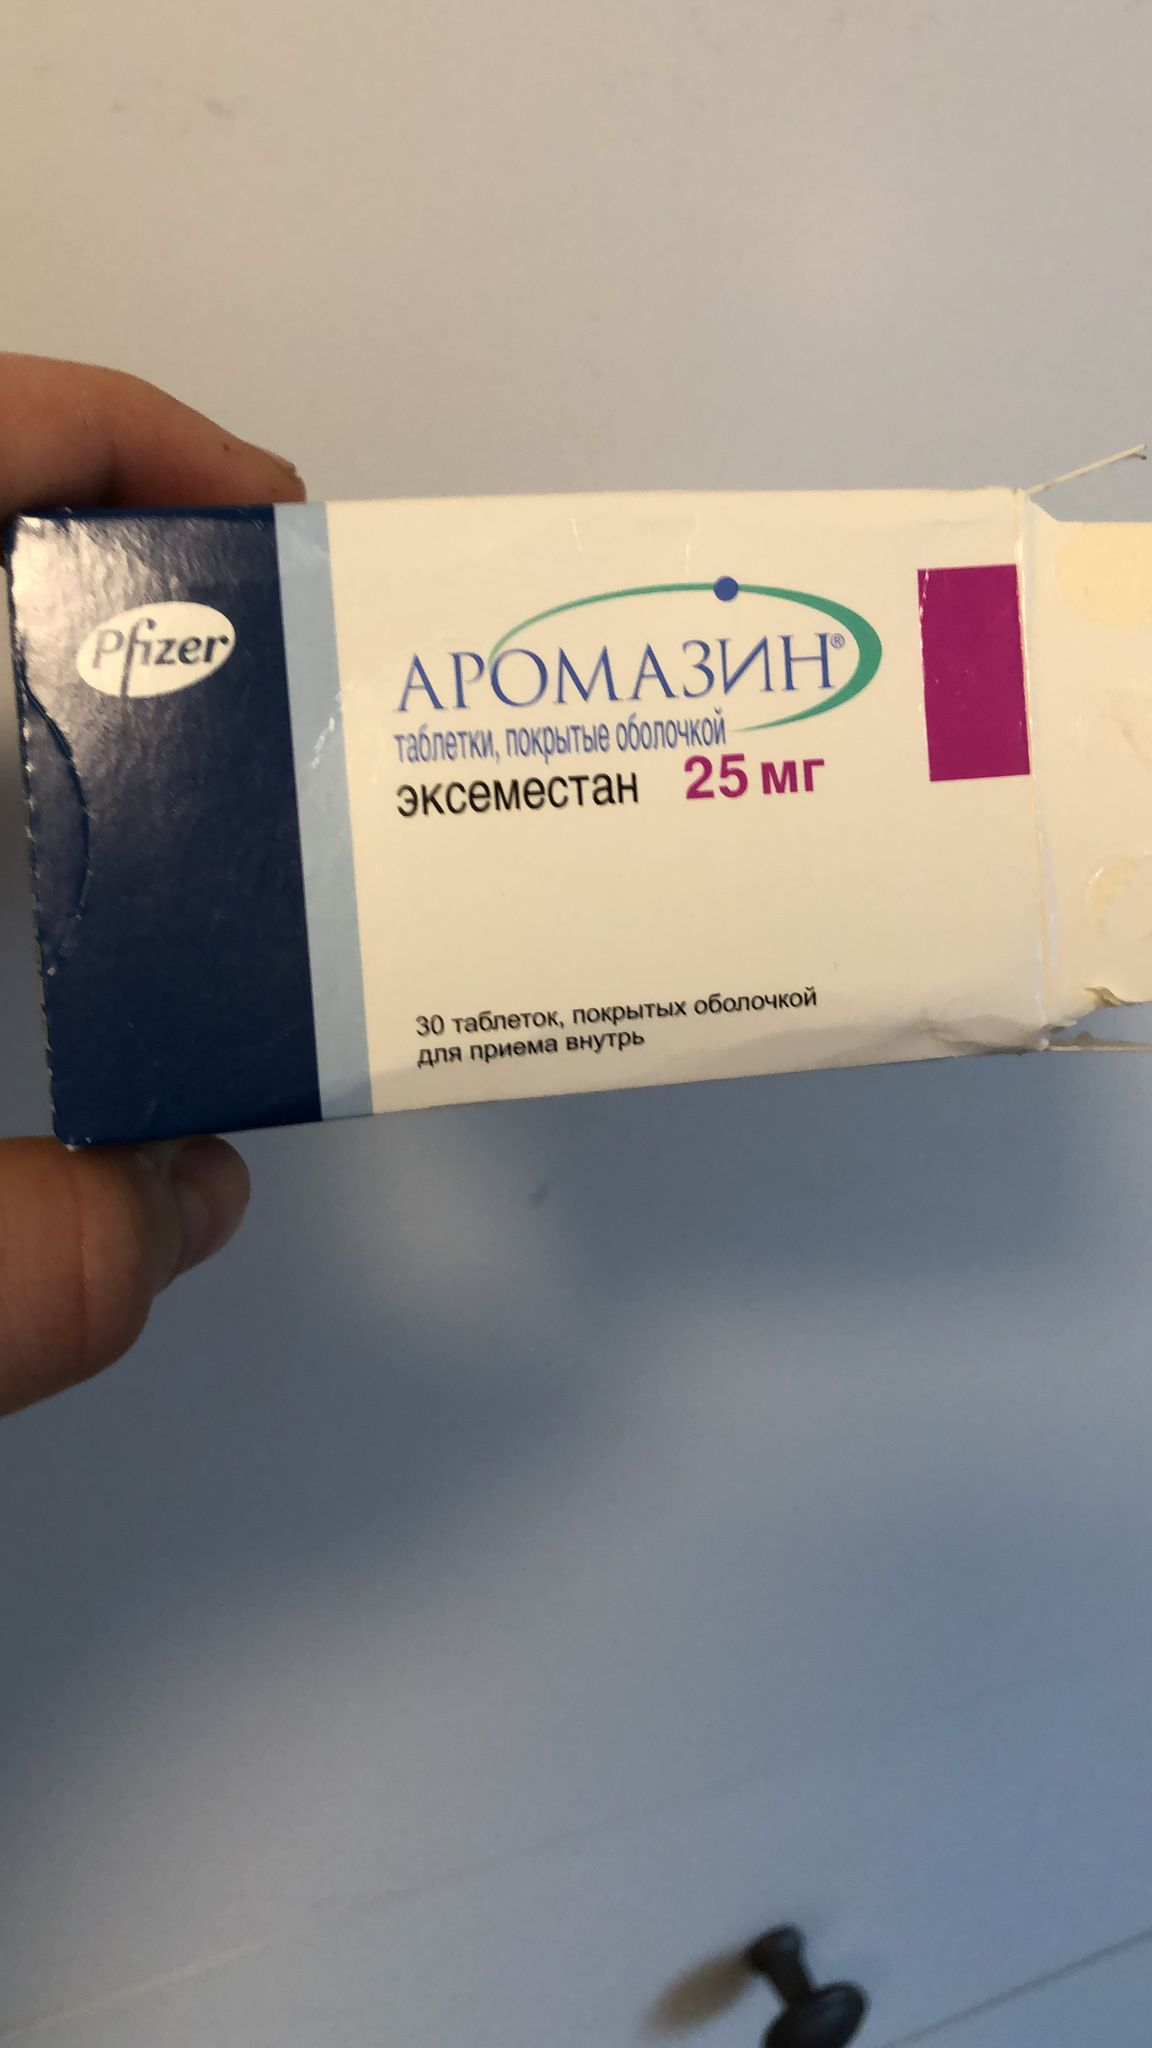 Pfizer
АРОМАЗИН®
таблетки, покрытые оболочкой
эксеместан 25 мг
30 таблеток, покрытых оболочкой
для приема внутрь